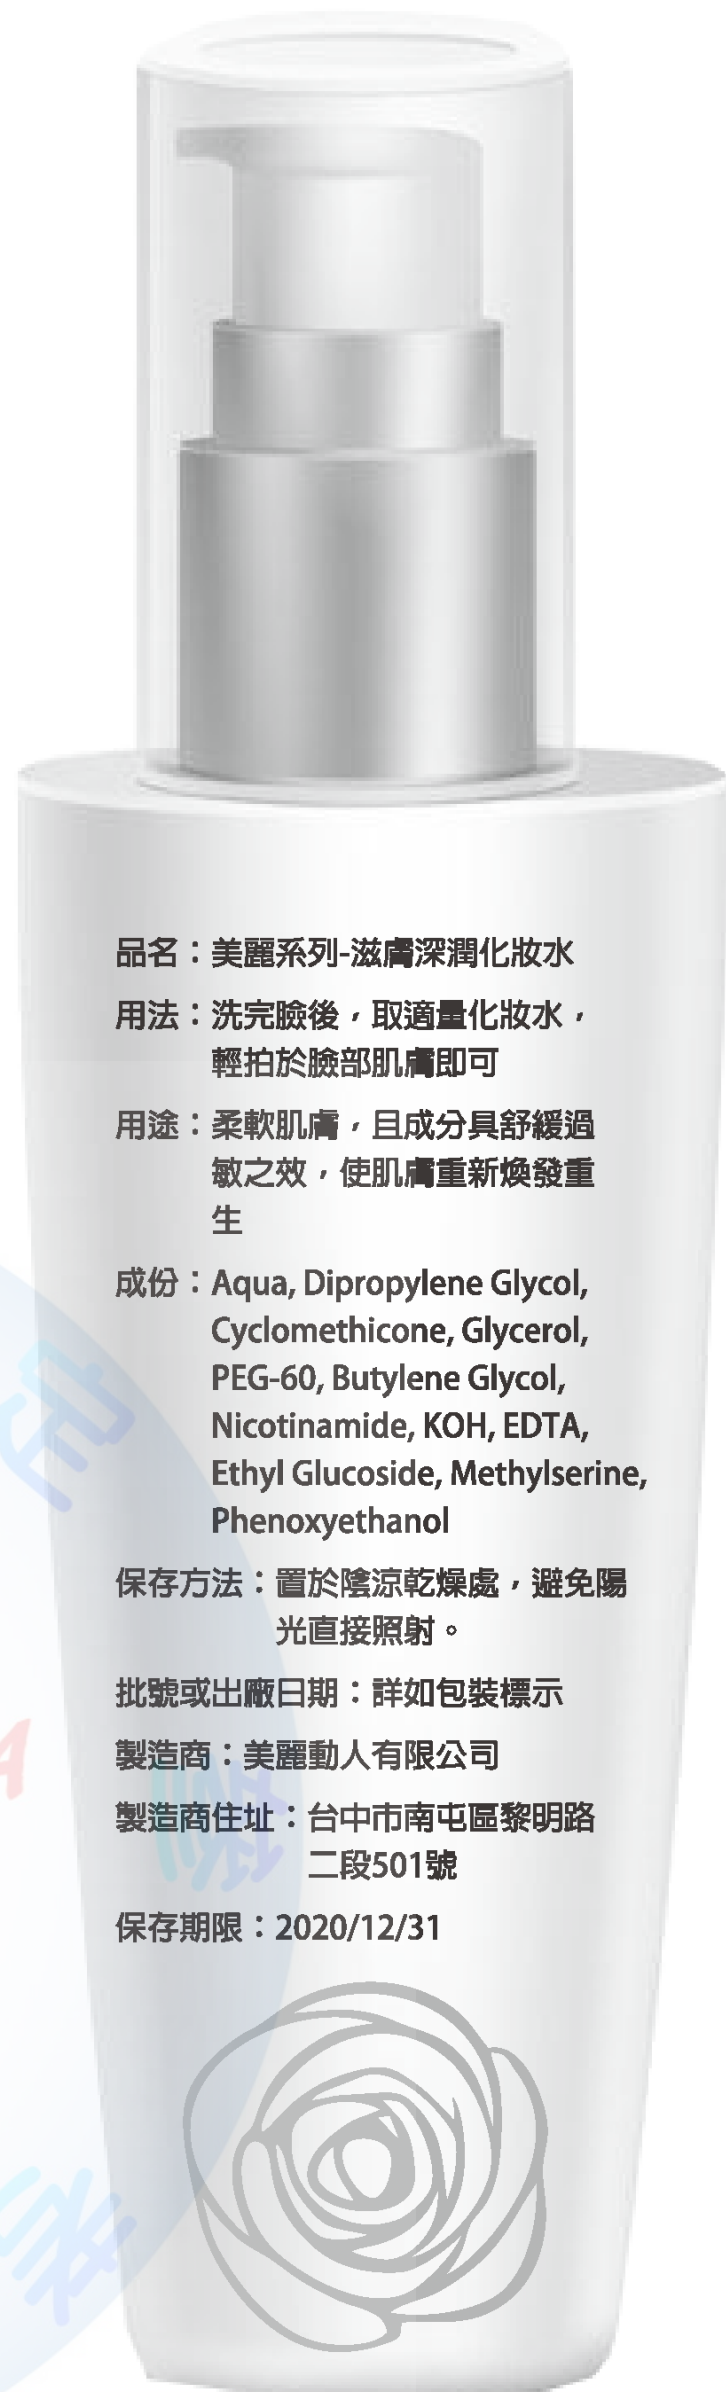 品名：美麗系列-滋膚深潤化妝水
用法：洗完臉後，取適量化妝水，
輕拍於臉部肌膚即可
用途：柔軟肌膚，且成分具舒緩過
敏之效，使肌膚重新煥發重
生
成份：Aqua, Dipropylene Glycol,
Cyclomethicone, Glycerol,
PEG-60, Butylene Glycol,
Nicotinamide, KOH, EDTA,
Ethyl Glucoside, Methylserine,
Phenoxyethanol
保存方法：置於陰涼乾燥處，避免陽
光直接照射。
批號或出廠日期：詳如包裝標示
製造商：美麗動人有限公司
製造商住址：台中市南屯區黎明路
二段501號
保存期限：2020/12/31